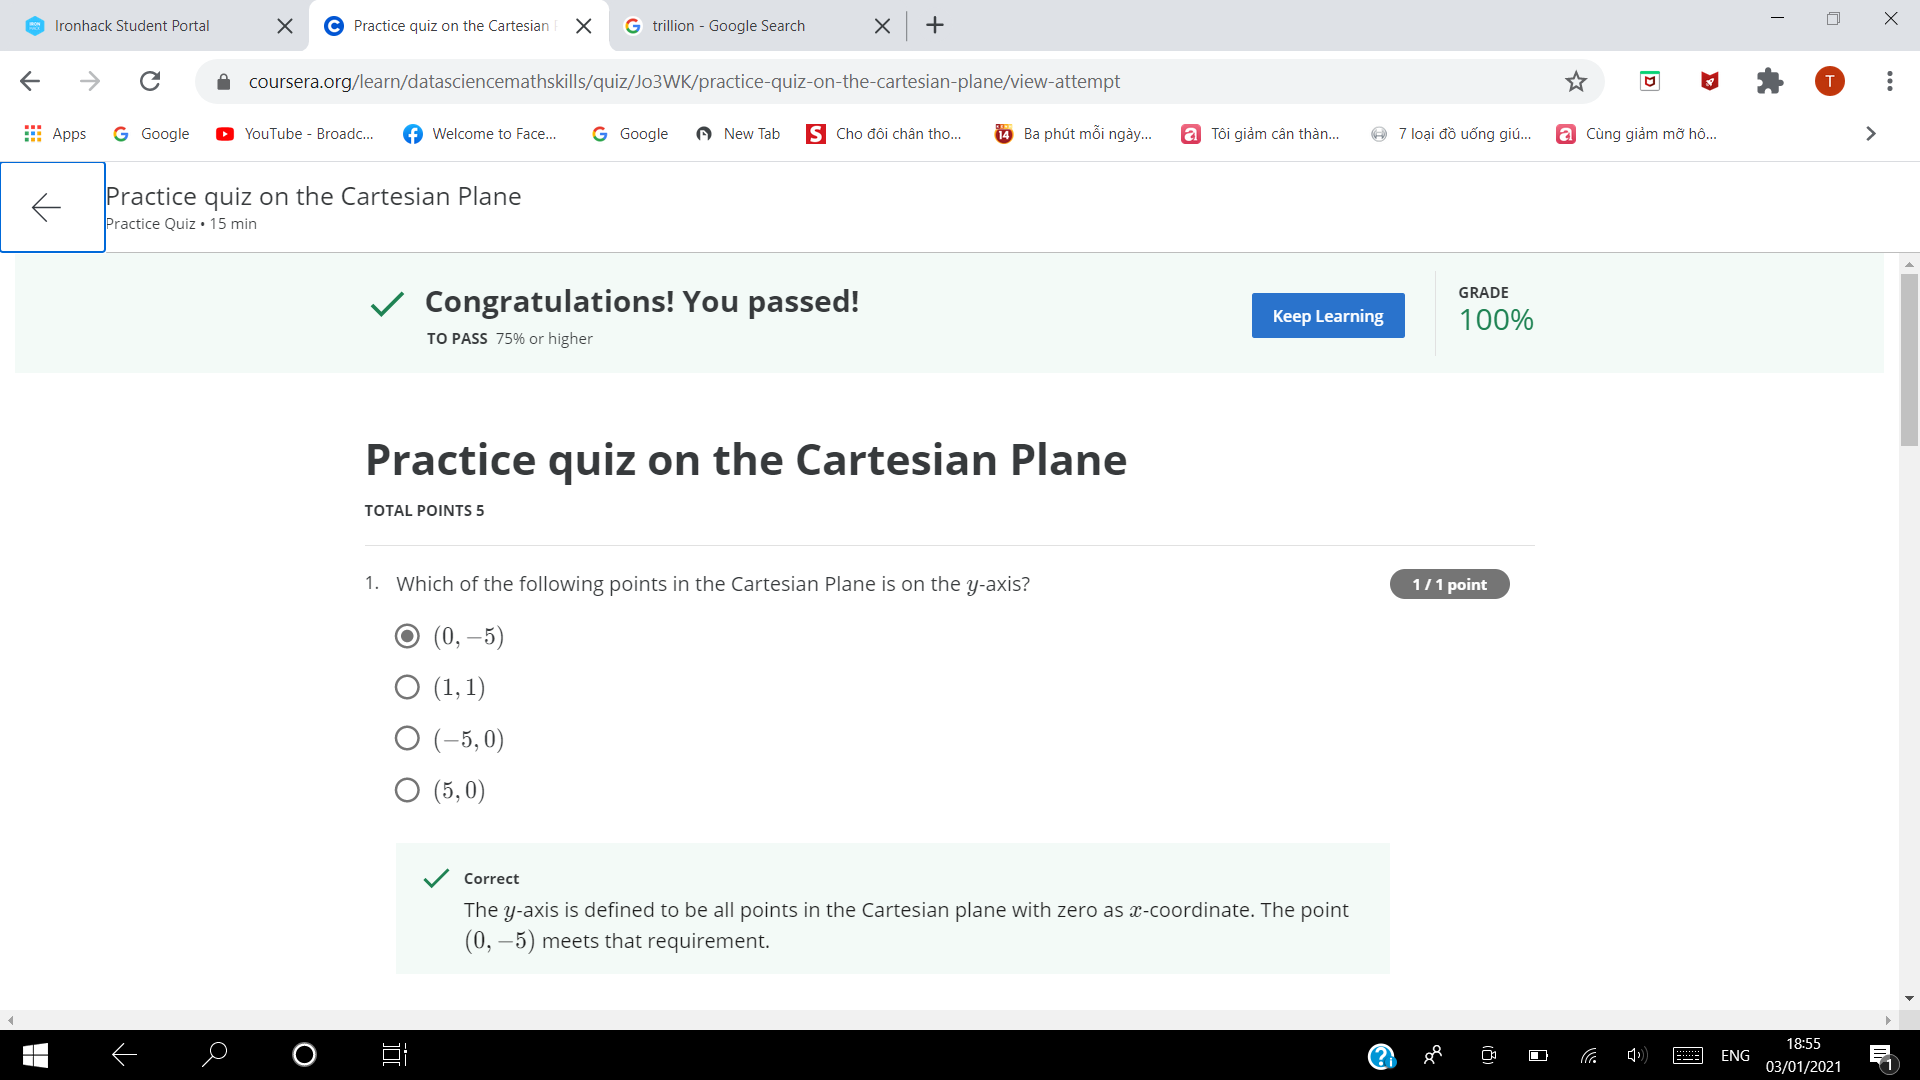 Ironhack Student Portal
Practice quiz on the Cartesian
trillion - Google Search
coursera.org/learn/datasciencemathskills/quiz/Jo3WK/practice-quiz-on-the-cartesian-plane/view-attempt
T
Apps Google YouTube - Broadc... Welcome to Face... Google New Tab S Cho đôi chân tho... 14 Ba phút mỗi ngày... a Tôi giảm cân thàn... 7 loại đồ uống giú... a Cùng giảm mỡ hô...
Practice quiz on the Cartesian Plane
Practice Quiz • 15 min
Congratulations! You passed!
TO PASS 75% or higher
Keep Learning
GRADE
100%
Practice quiz on the Cartesian Plane
TOTAL POINTS 5
1. Which of the following points in the Cartesian Plane is on the y-axis?
1 / 1 point
(0, −5)
(1, 1)
(−5, 0)
(5, 0)
Correct
The y-axis is defined to be all points in the Cartesian plane with zero as x-coordinate. The point
(0, −5) meets that requirement.
ENG
18:55
03/01/2021
1